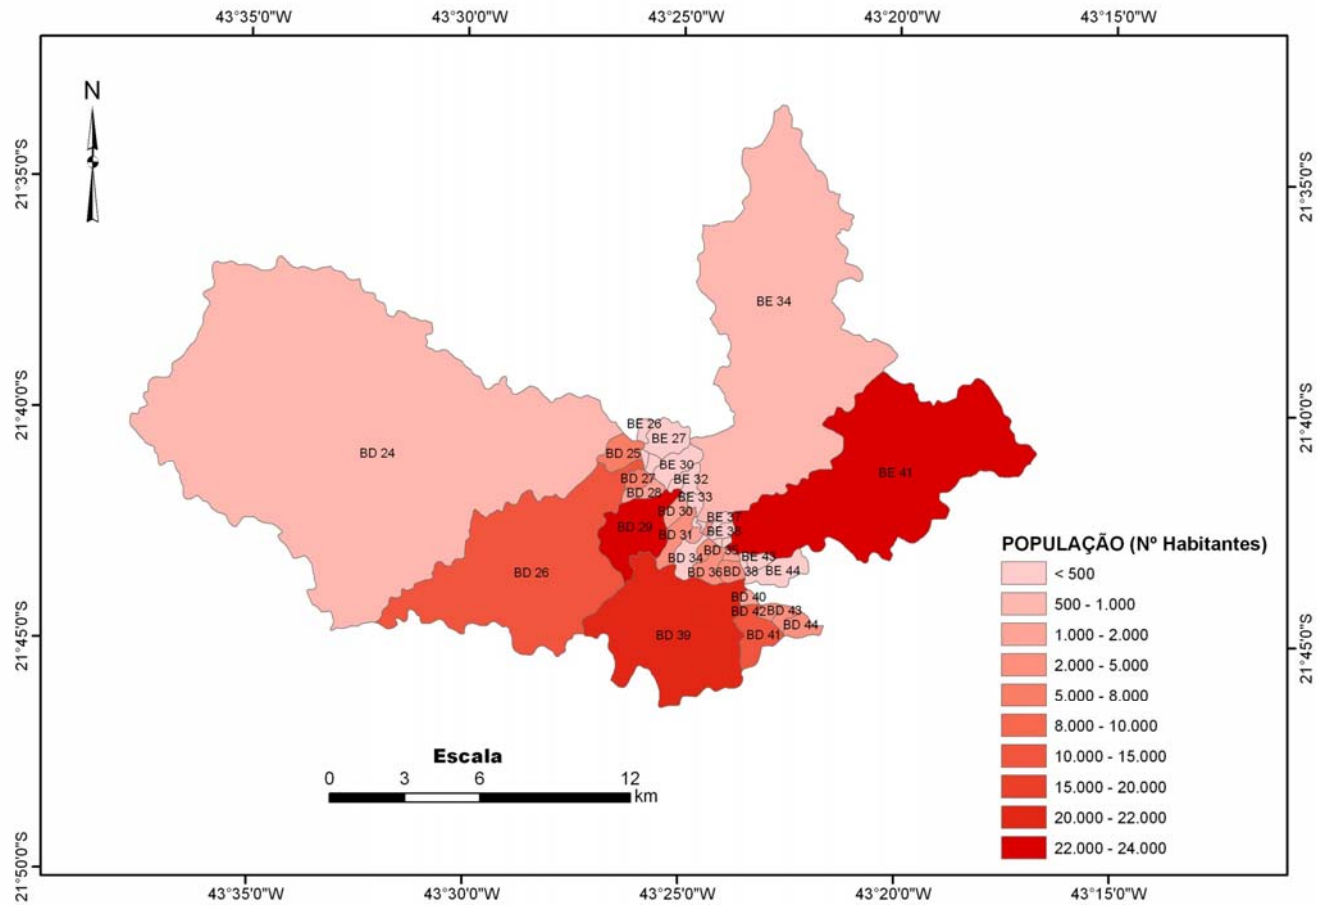 43°35'0"W 43°30'0"W 43°25'0"W 43°20'0"W 43°15'0"W
N
21°35'0"S
21°35'0"S
BE 34
21°40'0"S
21°40'0"S
BE 26
BE 27
BD 24
BD 25
BE 30
BE 41
BD 27
BE 32
BD 28
BE 33
BD 30
BE 37
BD 29
BE 38
BD 31
BD 35
BD 34
BE 43
BD 26
BD 36
BD 38
BE 44
BD 40
BD 42
BD 43
BD 44
BD 39
BD 41
21°45'0"S
21°45'0"S
POPULAÇÃO (Nº Habitantes)
< 500
500 - 1.000
1.000 - 2.000
2.000 - 5.000
5.000 - 8.000
8.000 - 10.000
10.000 - 15.000
15.000 - 20.000
20.000 - 22.000
22.000 - 24.000
Escala
0 3 6 12
km
21°50'0"S
43°35'0"W 43°30'0"W 43°25'0"W 43°20'0"W 43°15'0"W